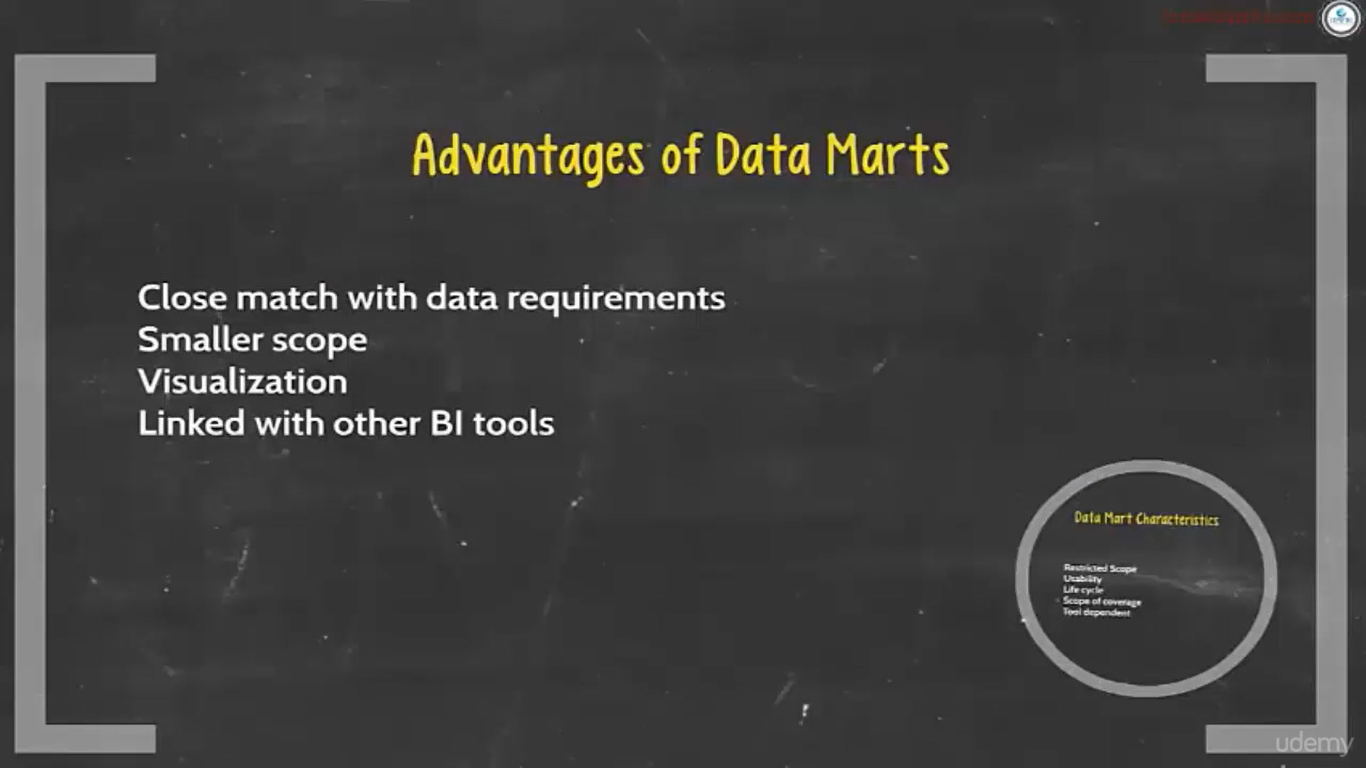 Advantages of Data Marts
Close match with data requirements
Smaller scope
Visualization
Linked with other BI tools
Data Mart Characteristics
Restricted Scope
Usability
Life cycle
Scope of coverage
Tool dependent
udemy